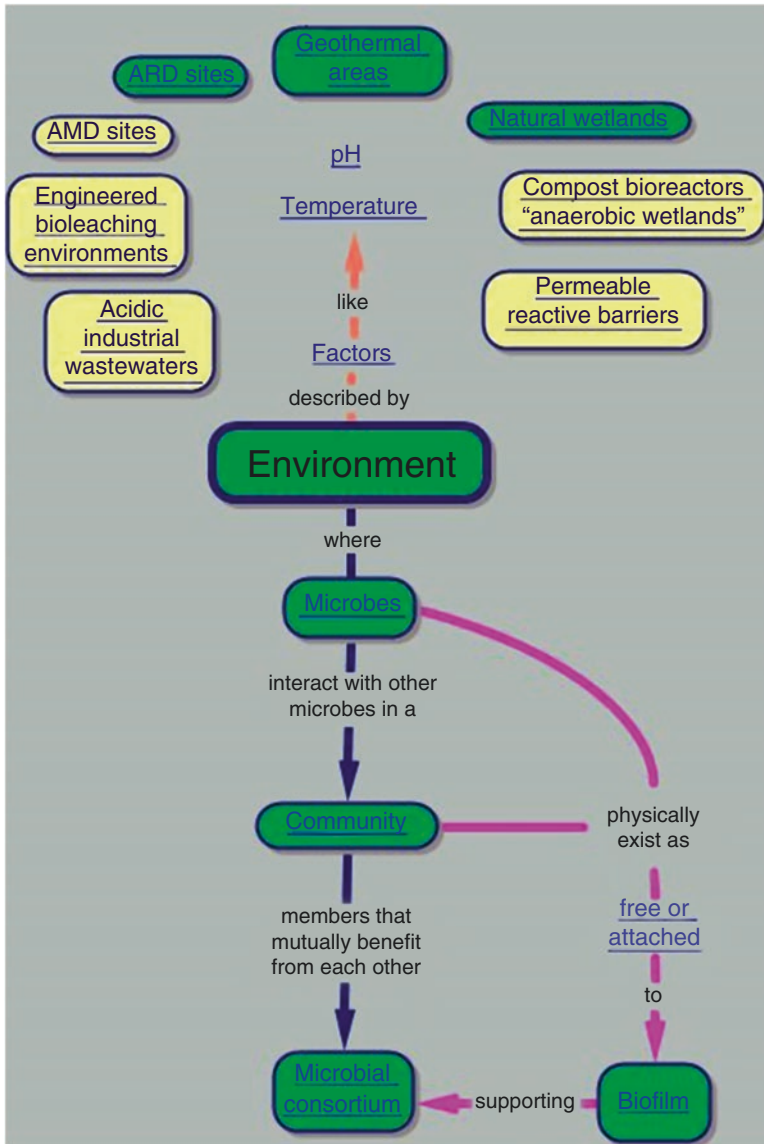 Geothermal
areas
ARD sites
Natural wetlands
AMD sites
pH
Engineered
bioleaching
environments
Temperature
Compost bioreactors
“anaerobic wetlands”
Acidic
industrial
wastewaters
Permeable
reactive barriers
like
Factors
described by
Environment
where
Microbes
interact with other
microbes in a
Community
physically
exist as
members that
mutually benefit
from each other
free or
attached
to
Microbial
consortium
supporting
Biofilm